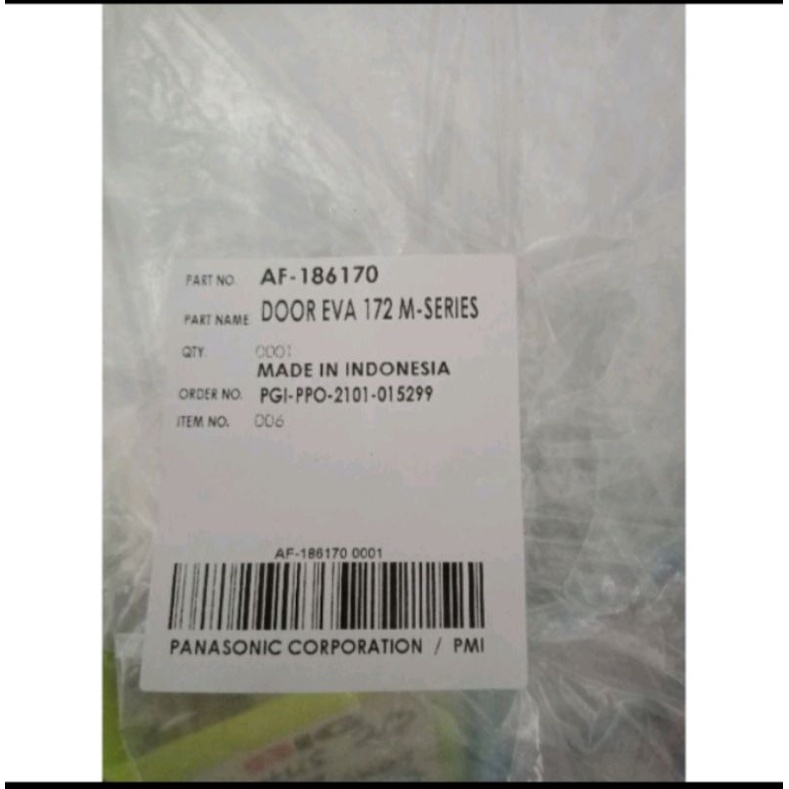 PART NO. AF-186170
PART NAME DOOR EVA 172 M-SERIES
QTY. 0001
MADE IN INDONESIA
ORDER NO. PGI-PPO-2101-015299
ITEM NO. 006
AF-186170 0001
PANASONIC CORPORATION / PMI